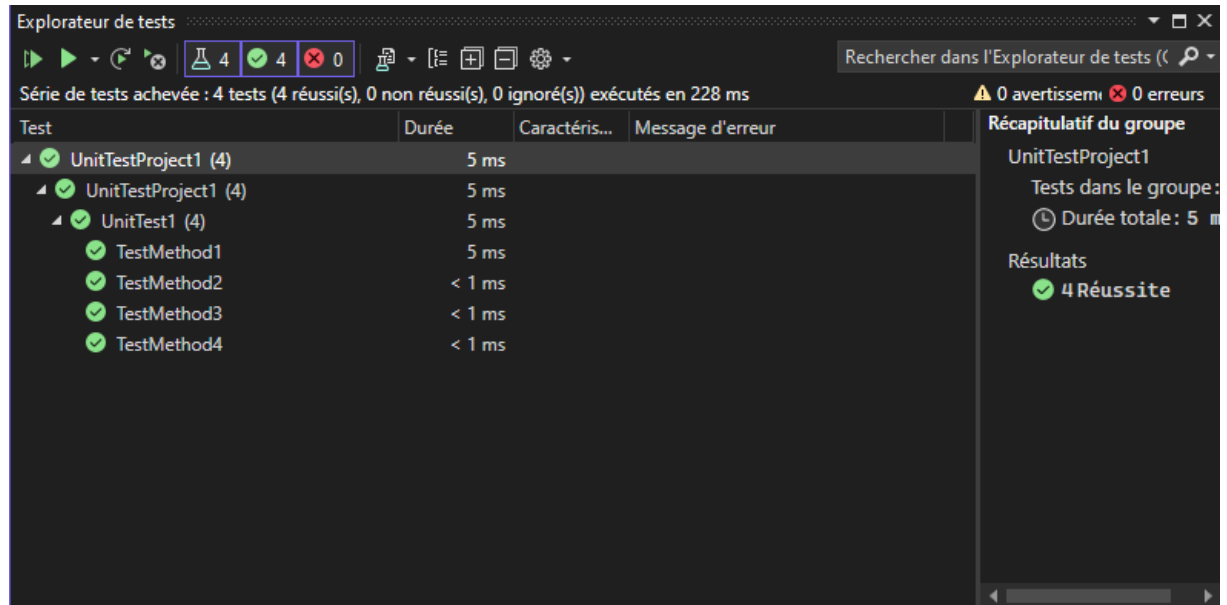 Explorateur de tests
4 4 0
Rechercher dans l'Explorateur de tests ((
Série de tests achevée : 4 tests (4 réussi(s), 0 non réussi(s), 0 ignoré(s)) exécutés en 228 ms
0 avertisseme 0 erreurs
Test Durée Caractéris... Message d'erreur
UnitTestProject1 (4) 5 ms
UnitTestProject1 (4) 5 ms
UnitTest1 (4) 5 ms
TestMethod1 5 ms
TestMethod2 < 1 ms
TestMethod3 < 1 ms
TestMethod4 < 1 ms
Récapitulatif du groupe
UnitTestProject1
Tests dans le groupe:
Durée totale: 5 m
Résultats
4 Réussite